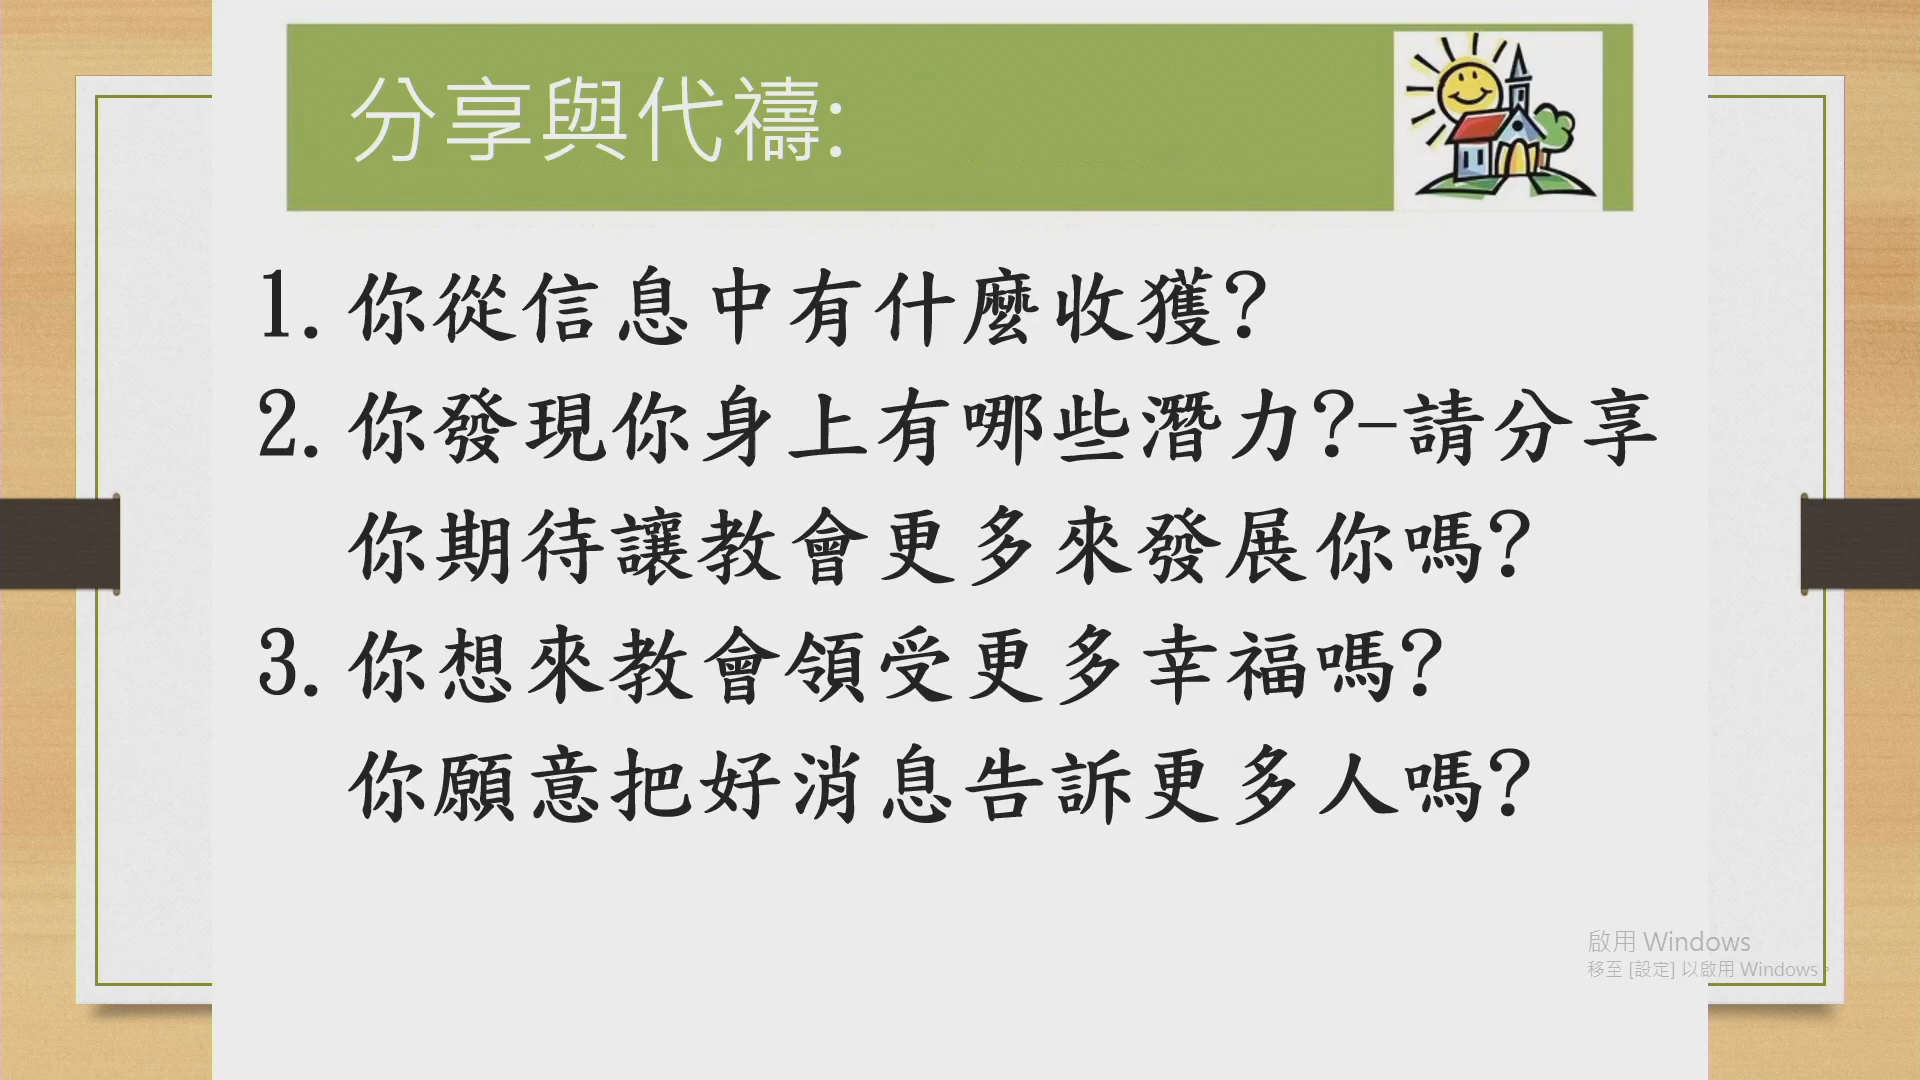 分享與代禱:
1.你從信息中有什麼收獲?
2.你發現你身上有哪些潛力?-請分享
你期待讓教會更多來發展你嗎?
3.你想來教會領受更多幸福嗎?
你願意把好消息告訴更多人嗎?
啟用 Windows
移至 [設定] 以啟用 Windows。